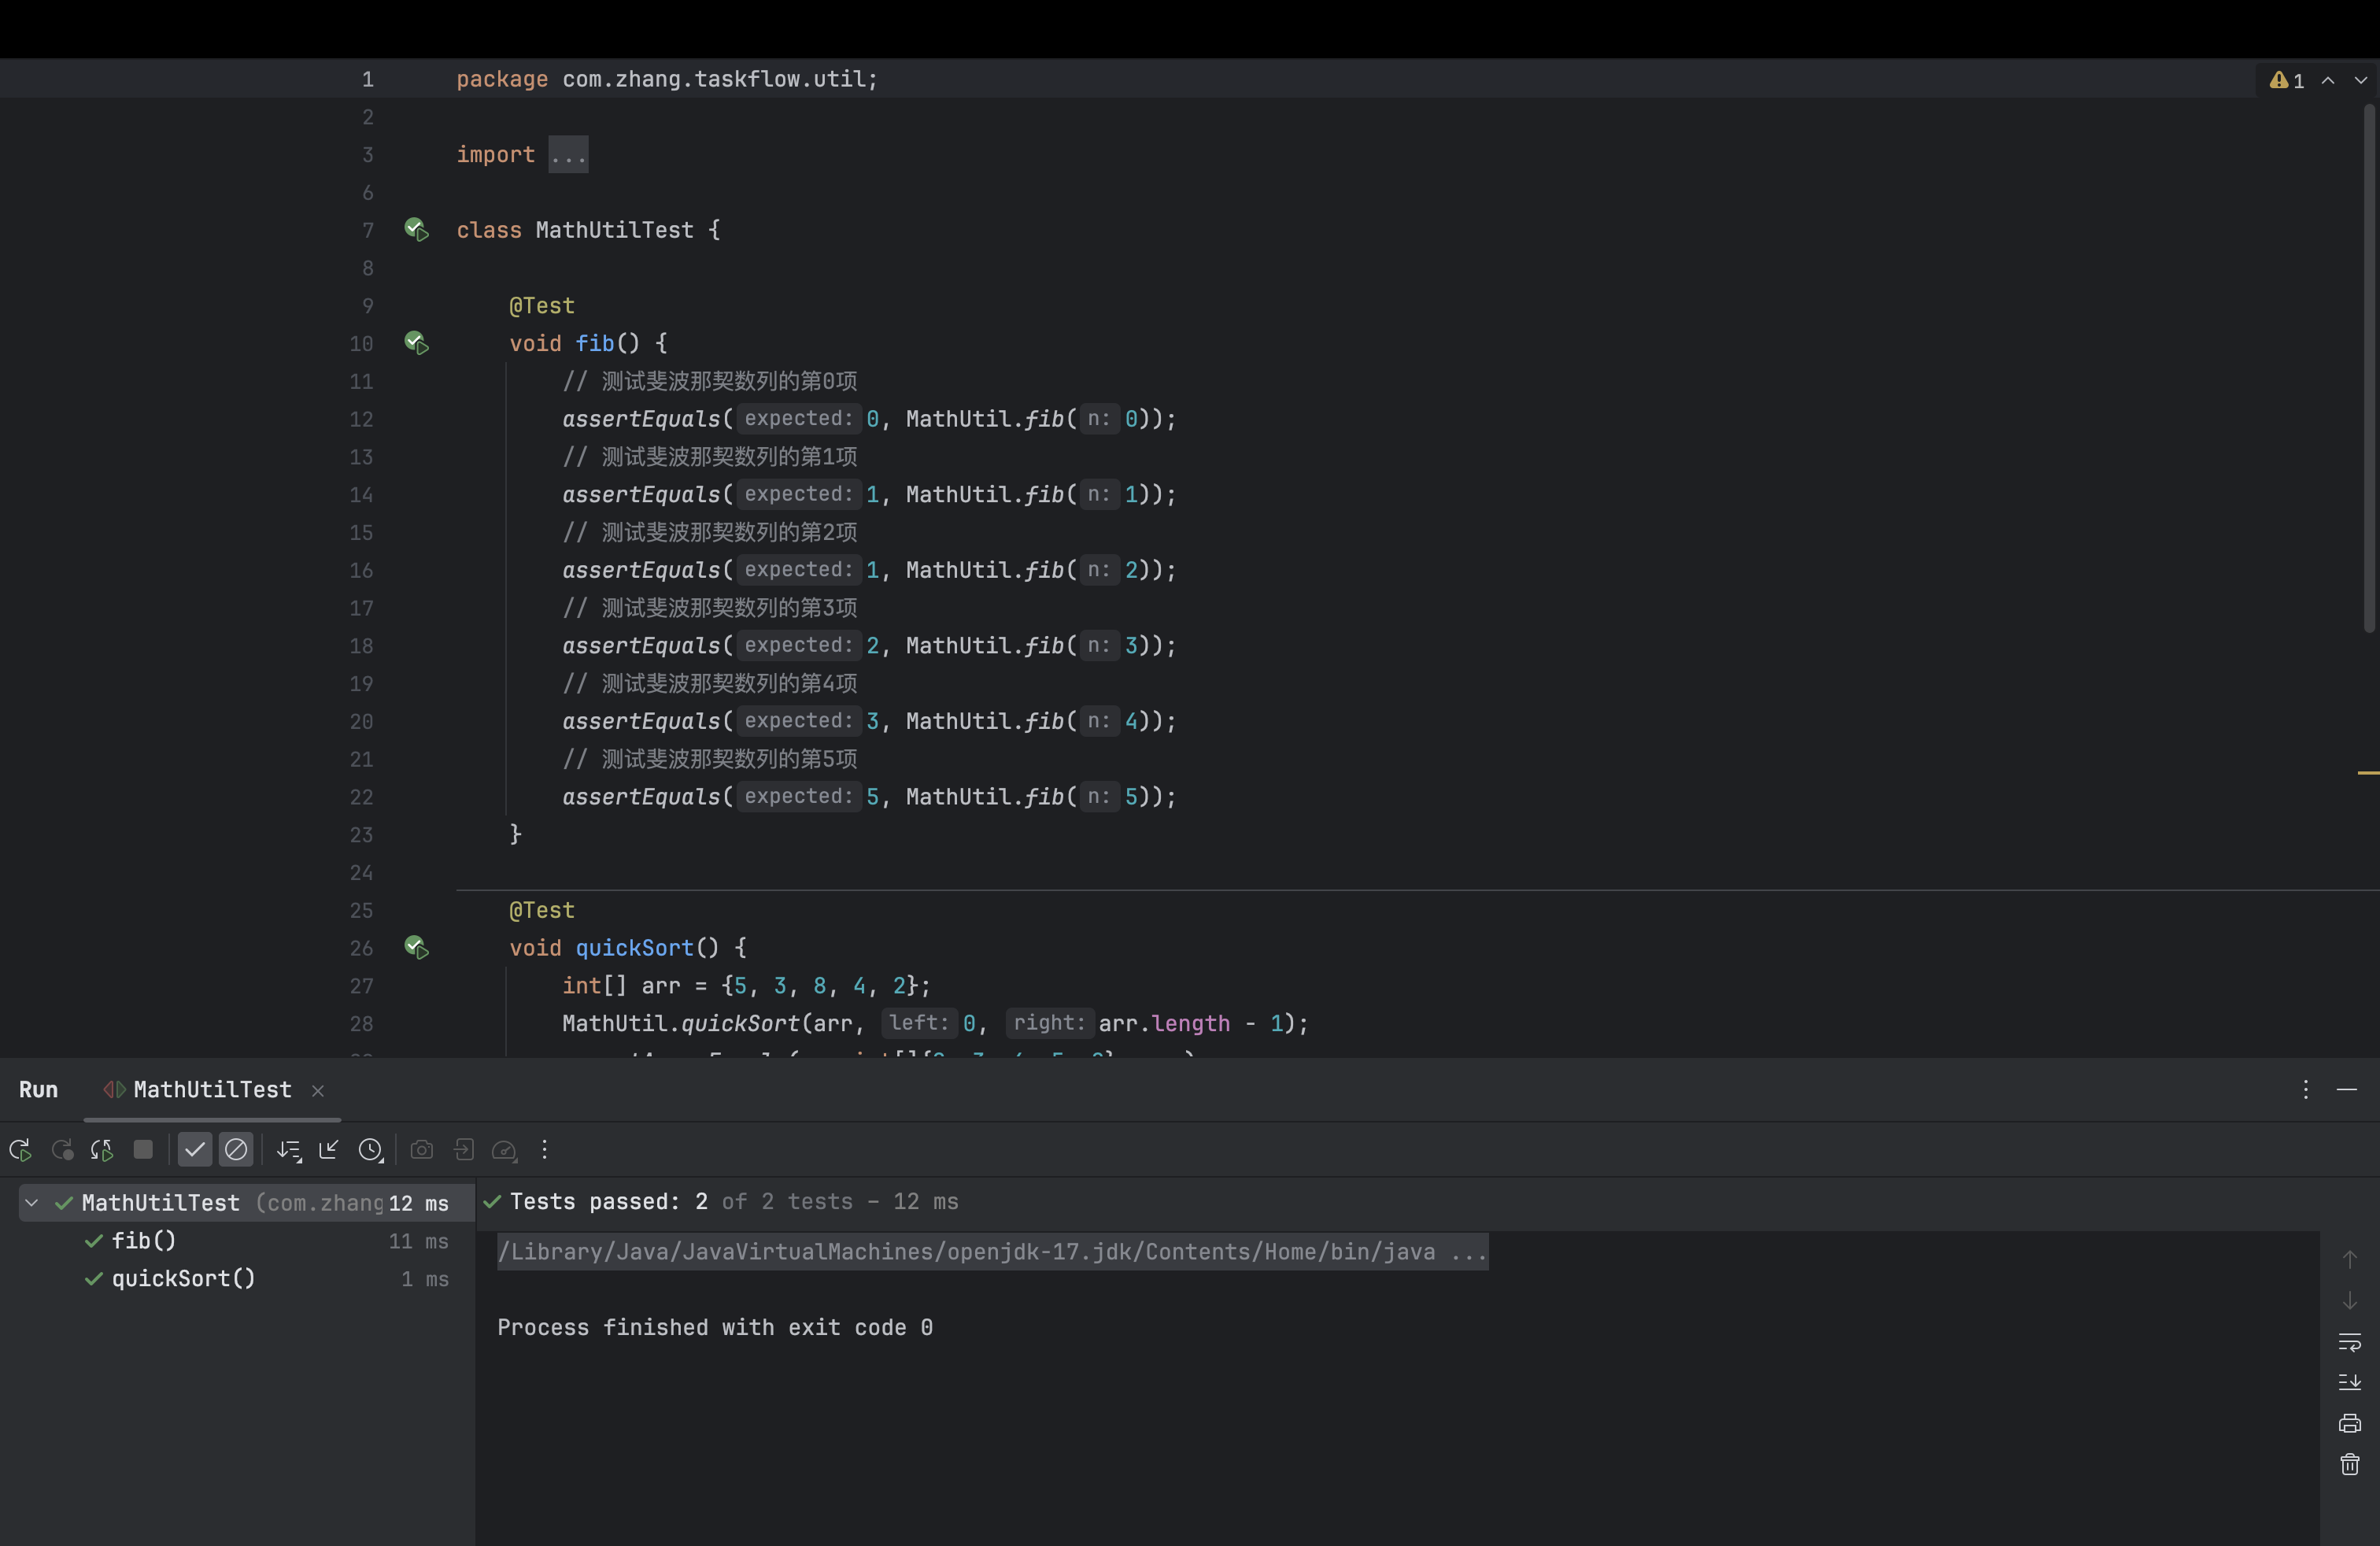 1 package com.zhang.taskflow.util;
⚠ 1
2
3 import ...
6
7 class MathUtilTest {
8
9 @Test
10 void fib() {
11 // 测试斐波那契数列的第0项
12 assertEquals( expected: 0, MathUtil.fib( n: 0));
13 // 测试斐波那契数列的第1项
14 assertEquals( expected: 1, MathUtil.fib( n: 1));
15 // 测试斐波那契数列的第2项
16 assertEquals( expected: 1, MathUtil.fib( n: 2));
17 // 测试斐波那契数列的第3项
18 assertEquals( expected: 2, MathUtil.fib( n: 3));
19 // 测试斐波那契数列的第4项
20 assertEquals( expected: 3, MathUtil.fib( n: 4));
21 // 测试斐波那契数列的第5项
22 assertEquals( expected: 5, MathUtil.fib( n: 5));
23 }
24
25 @Test
26 void quickSort() {
27 int[] arr = {5, 3, 8, 4, 2};
28 MathUtil.quickSort(arr, left: 0, right: arr.length - 1);
Run MathUtilTest
MathUtilTest (com.zhang 12 ms
fib() 11 ms
quickSort() 1 ms
Tests passed: 2 of 2 tests – 12 ms
/Library/Java/JavaVirtualMachines/openjdk-17.jdk/Contents/Home/bin/java ...
Process finished with exit code 0